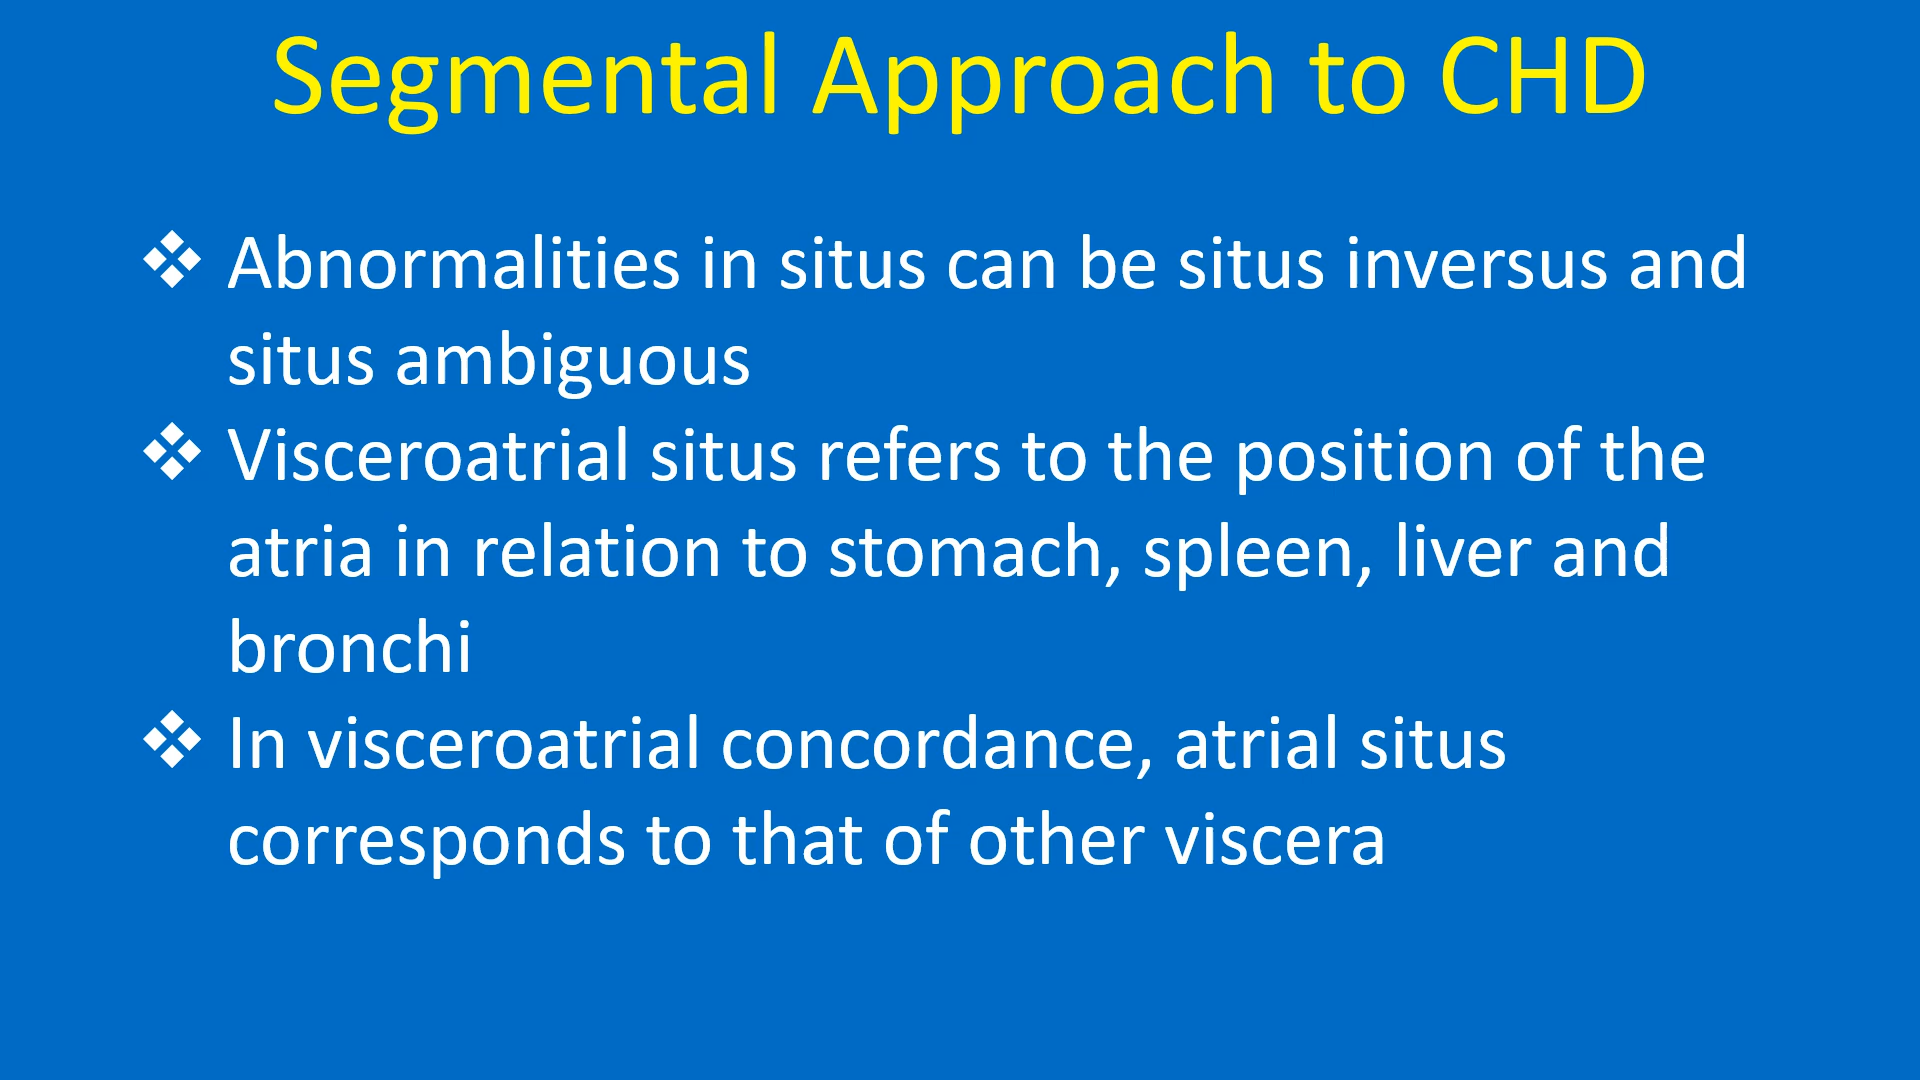 Segmental Approach to CHD
❖ Abnormalities in situs can be situs inversus and
situs ambiguous
❖ Visceroatrial situs refers to the position of the
atria in relation to stomach, spleen, liver and
bronchi
❖ In visceroatrial concordance, atrial situs
corresponds to that of other viscera